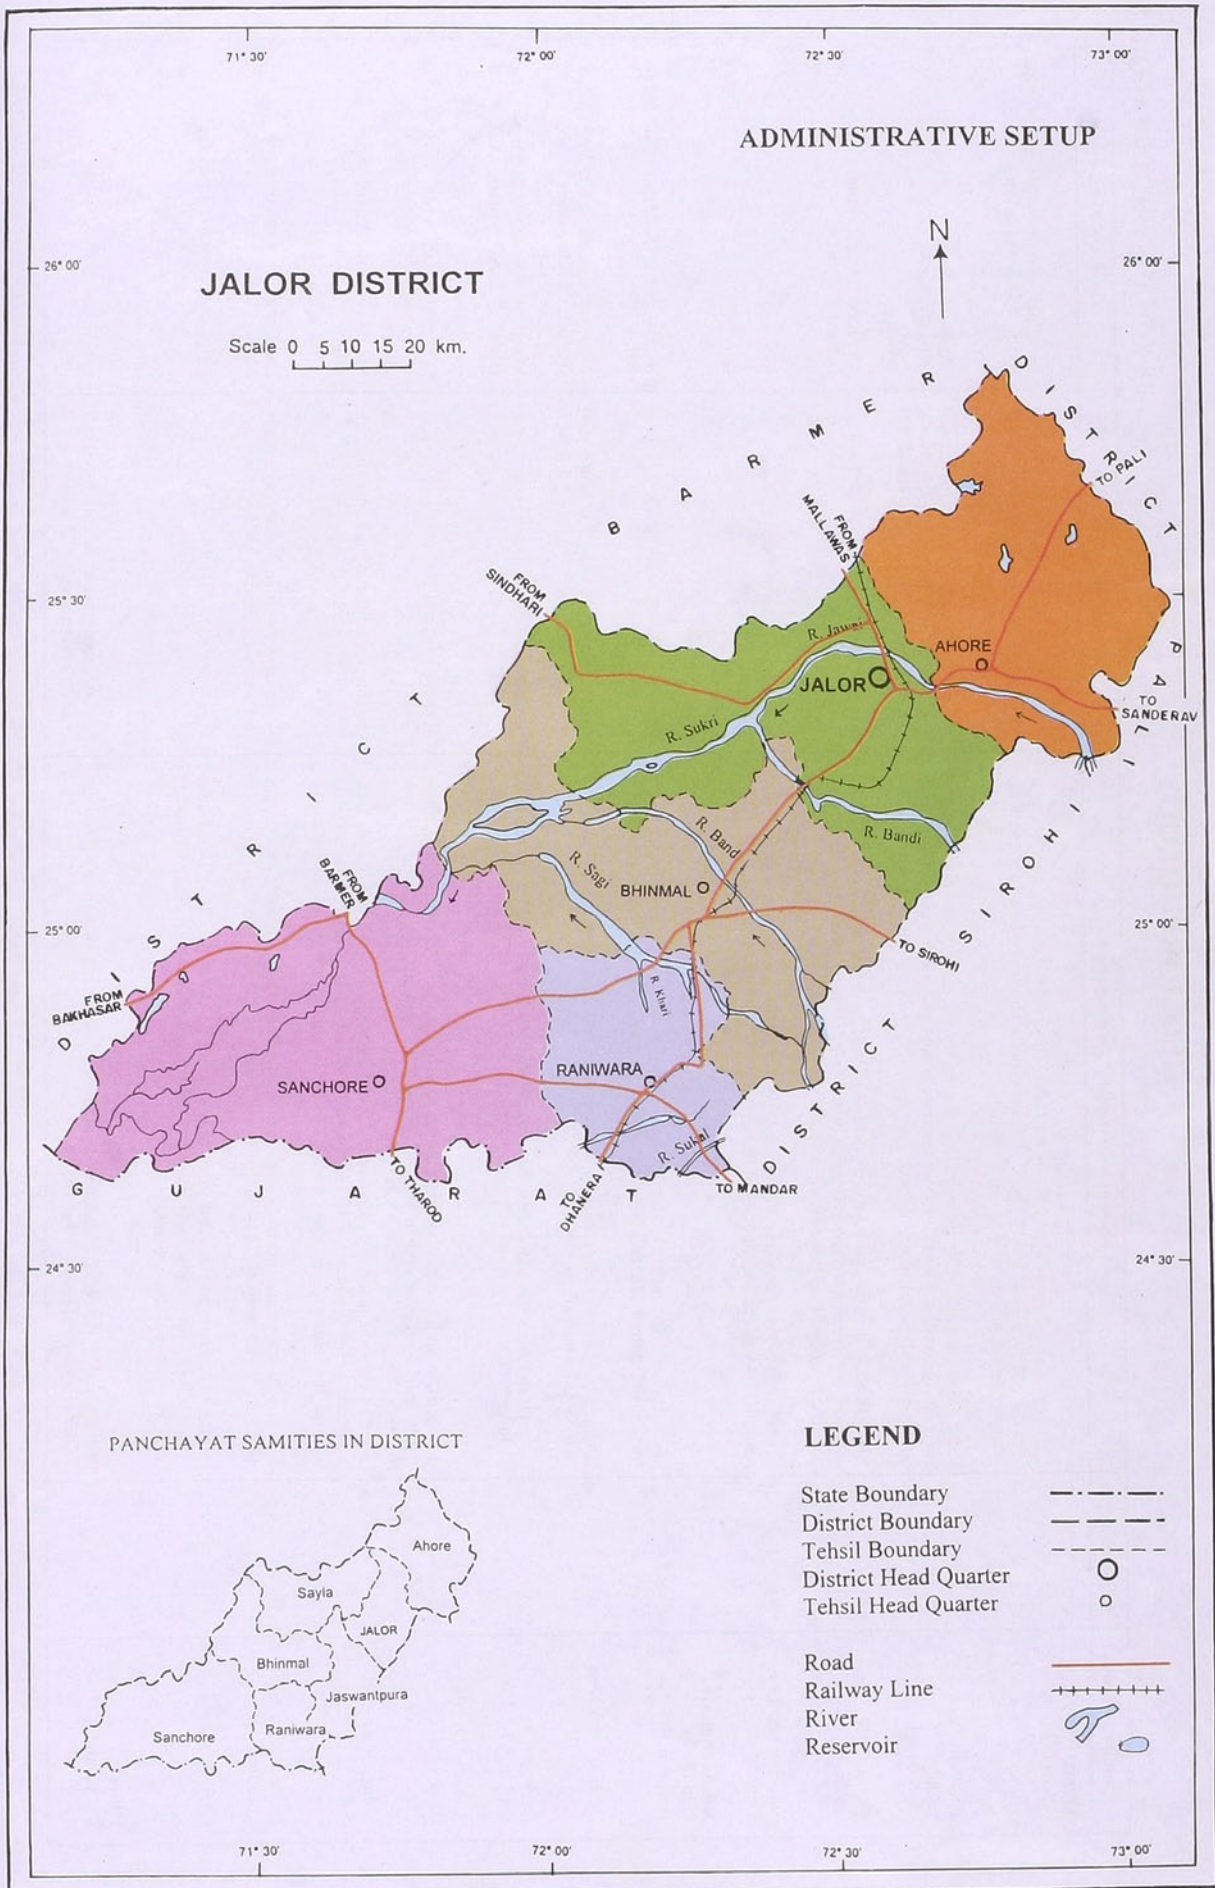 71° 30'
72° 00'
72° 30'
73° 00'
ADMINISTRATIVE SETUP
N
26° 00'
26° 00'
JALOR DISTRICT
Scale 0 5 10 15 20 km.
BARMER DISTRICT
DISTRICT PALI
TO PALI
FROM MALLAWAS
FROM SINDHARI
25° 30'
R. Jawai
AHORE
JALOR
TO SANDERAV
R. Sukri
R. Bandi
R. Band
R. Sagi
BHINMAL
FROM BARMER
25° 00'
25° 00'
TO SIROHI
DISTRICT SIROHI
FROM BAKHASAR
R. Khari
RANIWARA
SANCHORE
R. Sukal
GUJARAT
TO THAROD
TO DHANERA
TO MANDAR
24° 30'
24° 30'
PANCHAYAT SAMITIES IN DISTRICT
Ahore
Sayla
JALOR
Bhinmal
Jaswantpura
Raniwara
Sanchore
LEGEND
State Boundary
District Boundary
Tehsil Boundary
District Head Quarter
Tehsil Head Quarter
Road
Railway Line
River
Reservoir
71° 30'
72° 00'
72° 30'
73° 00'